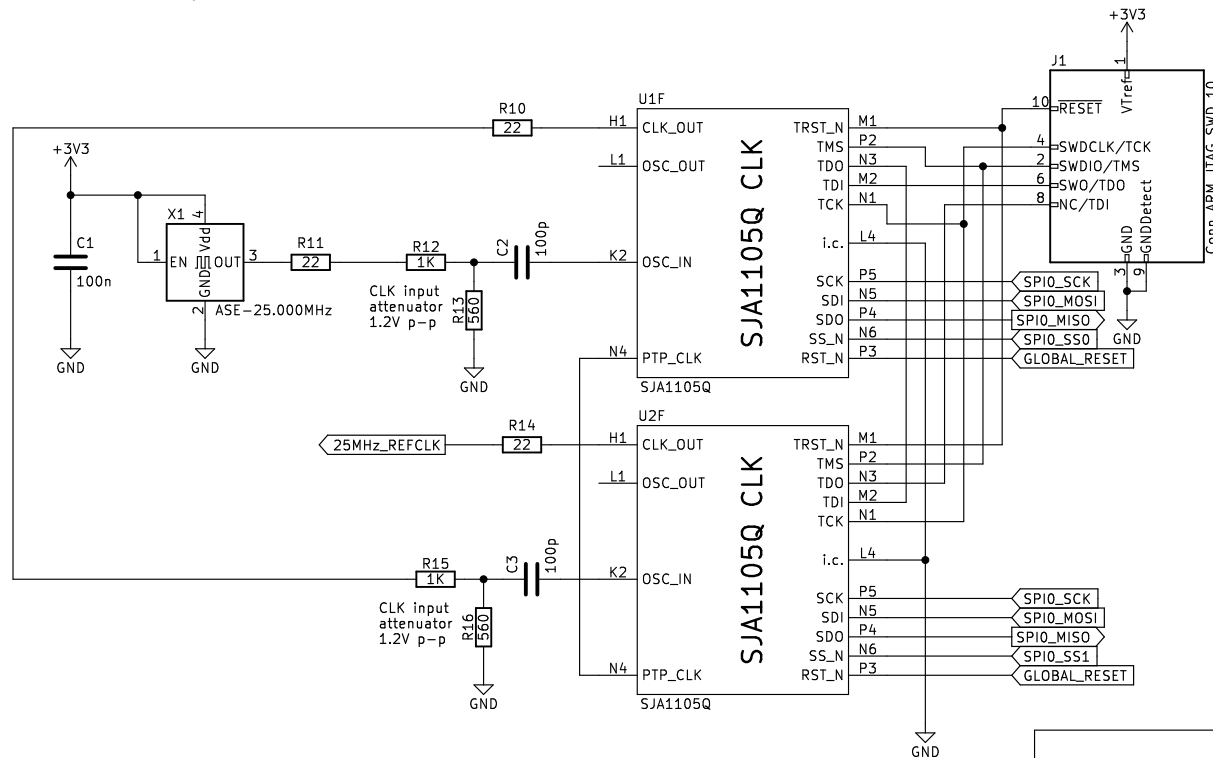 +3V3
J1
1
VTref
10 RESET
4 SWDCLK/TCK
2 SWDIO/TMS
6 SWO/TDO
8 NC/TDI
GND
GNDDetect
3
9
GND
Conn_ARM_JTAG_SWD_10
U1F
R10
22
H1 CLK_OUT
L1 OSC_OUT
K2 OSC_IN
N4 PTP_CLK
SJA1105Q CLK
TRST_N M1
TMS P2
TDO N3
TDI M2
TCK N1
i.c. L4
SCK P5 SPI0_SCK
SDI N5 SPI0_MOSI
SDO P4 SPI0_MISO
SS_N N6 SPI0_SS0
RST_N P3 GLOBAL_RESET
SJA1105Q
+3V3
C1
100n
GND
X1
4
Vdd
1 EN OUT 3
GND
2
ASE-25.000MHz
GND
R11
22
R12
1K
C2
100p
CLK input
attenuator
1.2V p-p
R13
560
GND
U2F
25MHz_REFCLK
R14
22
H1 CLK_OUT
L1 OSC_OUT
K2 OSC_IN
N4 PTP_CLK
SJA1105Q CLK
TRST_N M1
TMS P2
TDO N3
TDI M2
TCK N1
i.c. L4
SCK P5 SPI0_SCK
SDI N5 SPI0_MOSI
SDO P4 SPI0_MISO
SS_N N6 SPI0_SS1
RST_N P3 GLOBAL_RESET
SJA1105Q
R15
1K
C3
100p
CLK input
attenuator
1.2V p-p
R16
560
GND
GND